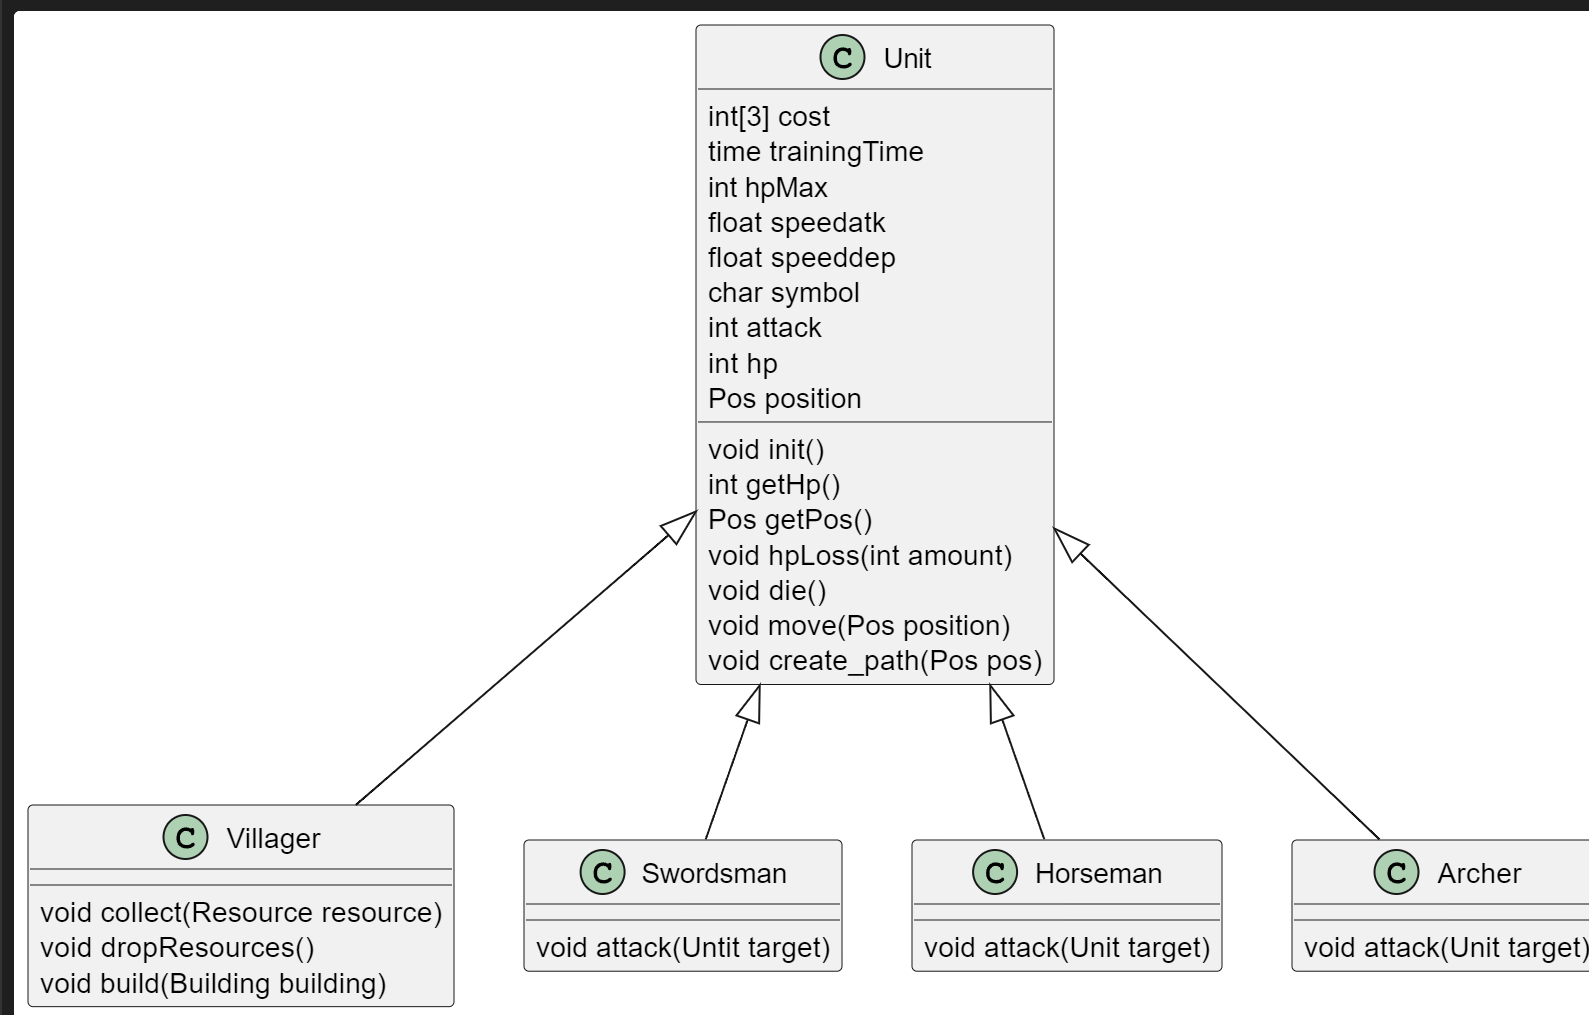 C Unit
int[3] cost
time trainingTime
int hpMax
float speedatk
float speeddep
char symbol
int attack
int hp
Pos position
void init()
int getHp()
Pos getPos()
void hpLoss(int amount)
void die()
void move(Pos position)
void create_path(Pos pos)
C Villager
void collect(Resource resource)
void dropResources()
void build(Building building)
C Swordsman
void attack(Untit target)
C Horseman
void attack(Unit target)
C Archer
void attack(Unit target)